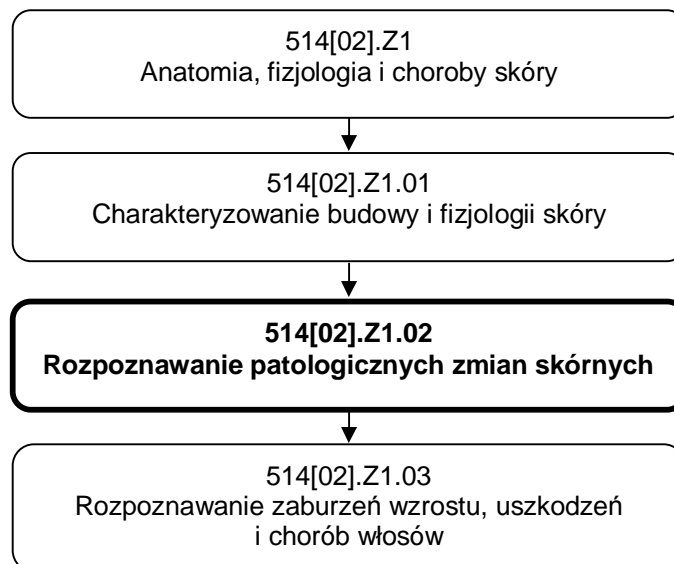 514[02].Z1
Anatomia, fizjologia i choroby skóry
514[02].Z1.01
Charakteryzowanie budowy i fizjologii skóry
514[02].Z1.02
Rozpoznawanie patologicznych zmian skórnych
514[02].Z1.03
Rozpoznawanie zaburzeń wzrostu, uszkodzeń
i chorób włosów